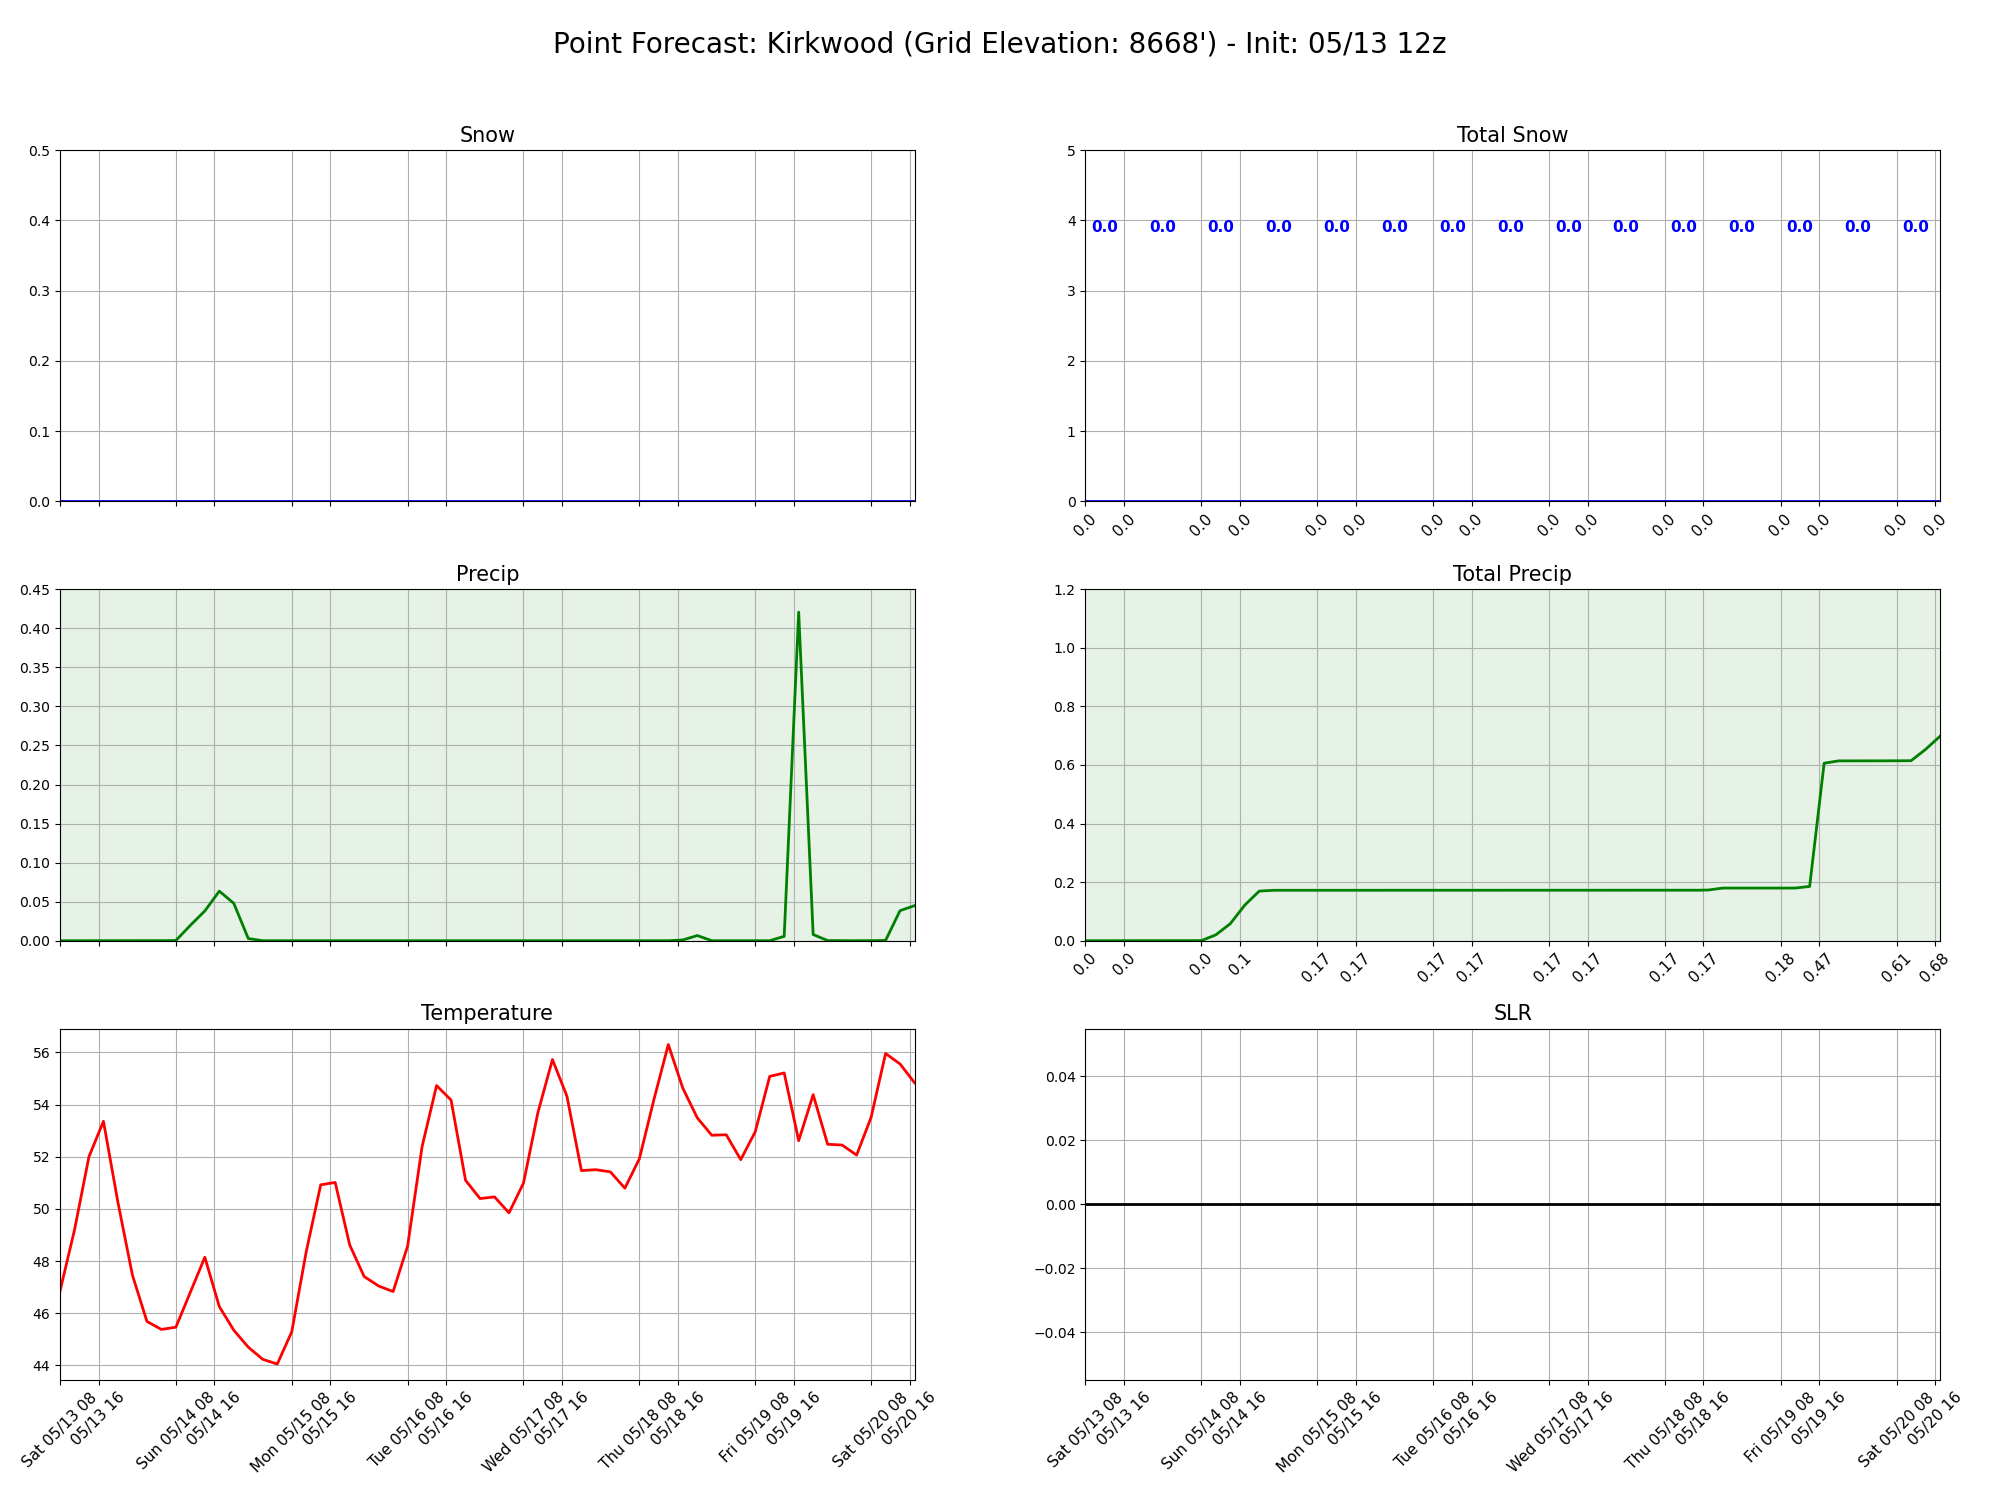 Point Forecast: Kirkwood (Grid Elevation: 8668') - Init: 05/13 12z
Snow
0.5
0.4
0.3
0.2
0.1
0.0
Total Snow
5
4
3
2
1
0
0.0 0.0 0.0 0.0 0.0 0.0 0.0 0.0 0.0 0.0 0.0 0.0 0.0 0.0 0.0
0.0 0.0 0.0 0.0 0.0 0.0 0.0 0.0 0.0 0.0 0.0 0.0 0.0 0.0 0.0 0.0
Precip
0.45
0.40
0.35
0.30
0.25
0.20
0.15
0.10
0.05
0.00
Total Precip
1.2
1.0
0.8
0.6
0.4
0.2
0.0
0.0 0.0 0.0 0.1 0.17 0.17 0.17 0.17 0.17 0.17 0.17 0.17 0.18 0.47 0.61 0.68
Temperature
56
54
52
50
48
46
44
Sat 05/13 08
05/13 16
Sun 05/14 08
05/14 16
Mon 05/15 08
05/15 16
Tue 05/16 08
05/16 16
Wed 05/17 08
05/17 16
Thu 05/18 08
05/18 16
Fri 05/19 08
05/19 16
Sat 05/20 08
05/20 16
SLR
0.04
0.02
0.00
−0.02
−0.04
Sat 05/13 08
05/13 16
Sun 05/14 08
05/14 16
Mon 05/15 08
05/15 16
Tue 05/16 08
05/16 16
Wed 05/17 08
05/17 16
Thu 05/18 08
05/18 16
Fri 05/19 08
05/19 16
Sat 05/20 08
05/20 16